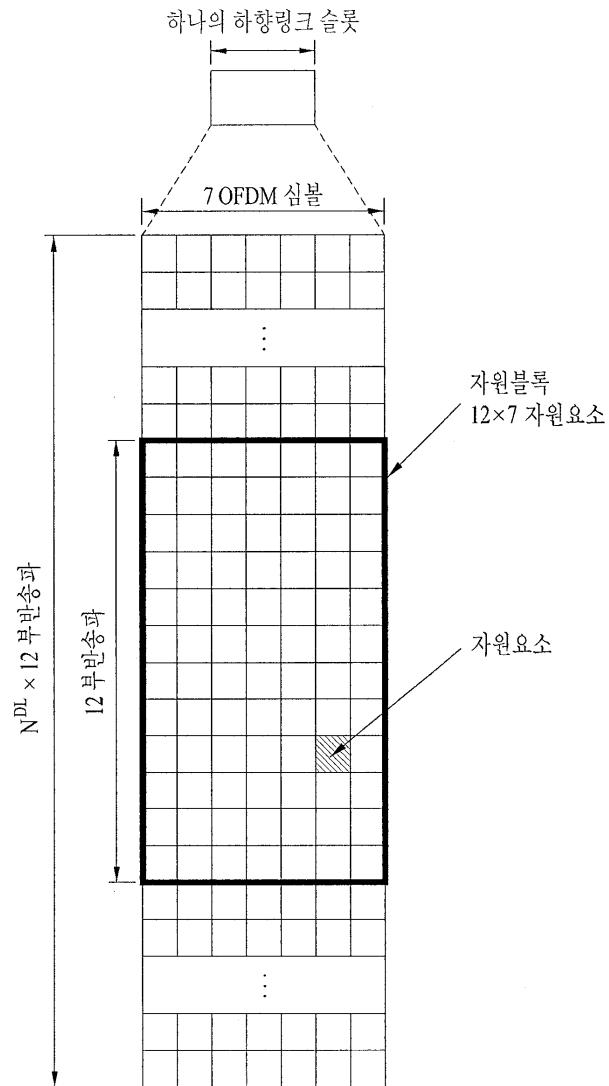 하나의 하향링크 슬롯
7 OFDM 심볼
자원블록
12×7 자원요소
자원요소
12 부반송파
N^DL × 12 부반송파